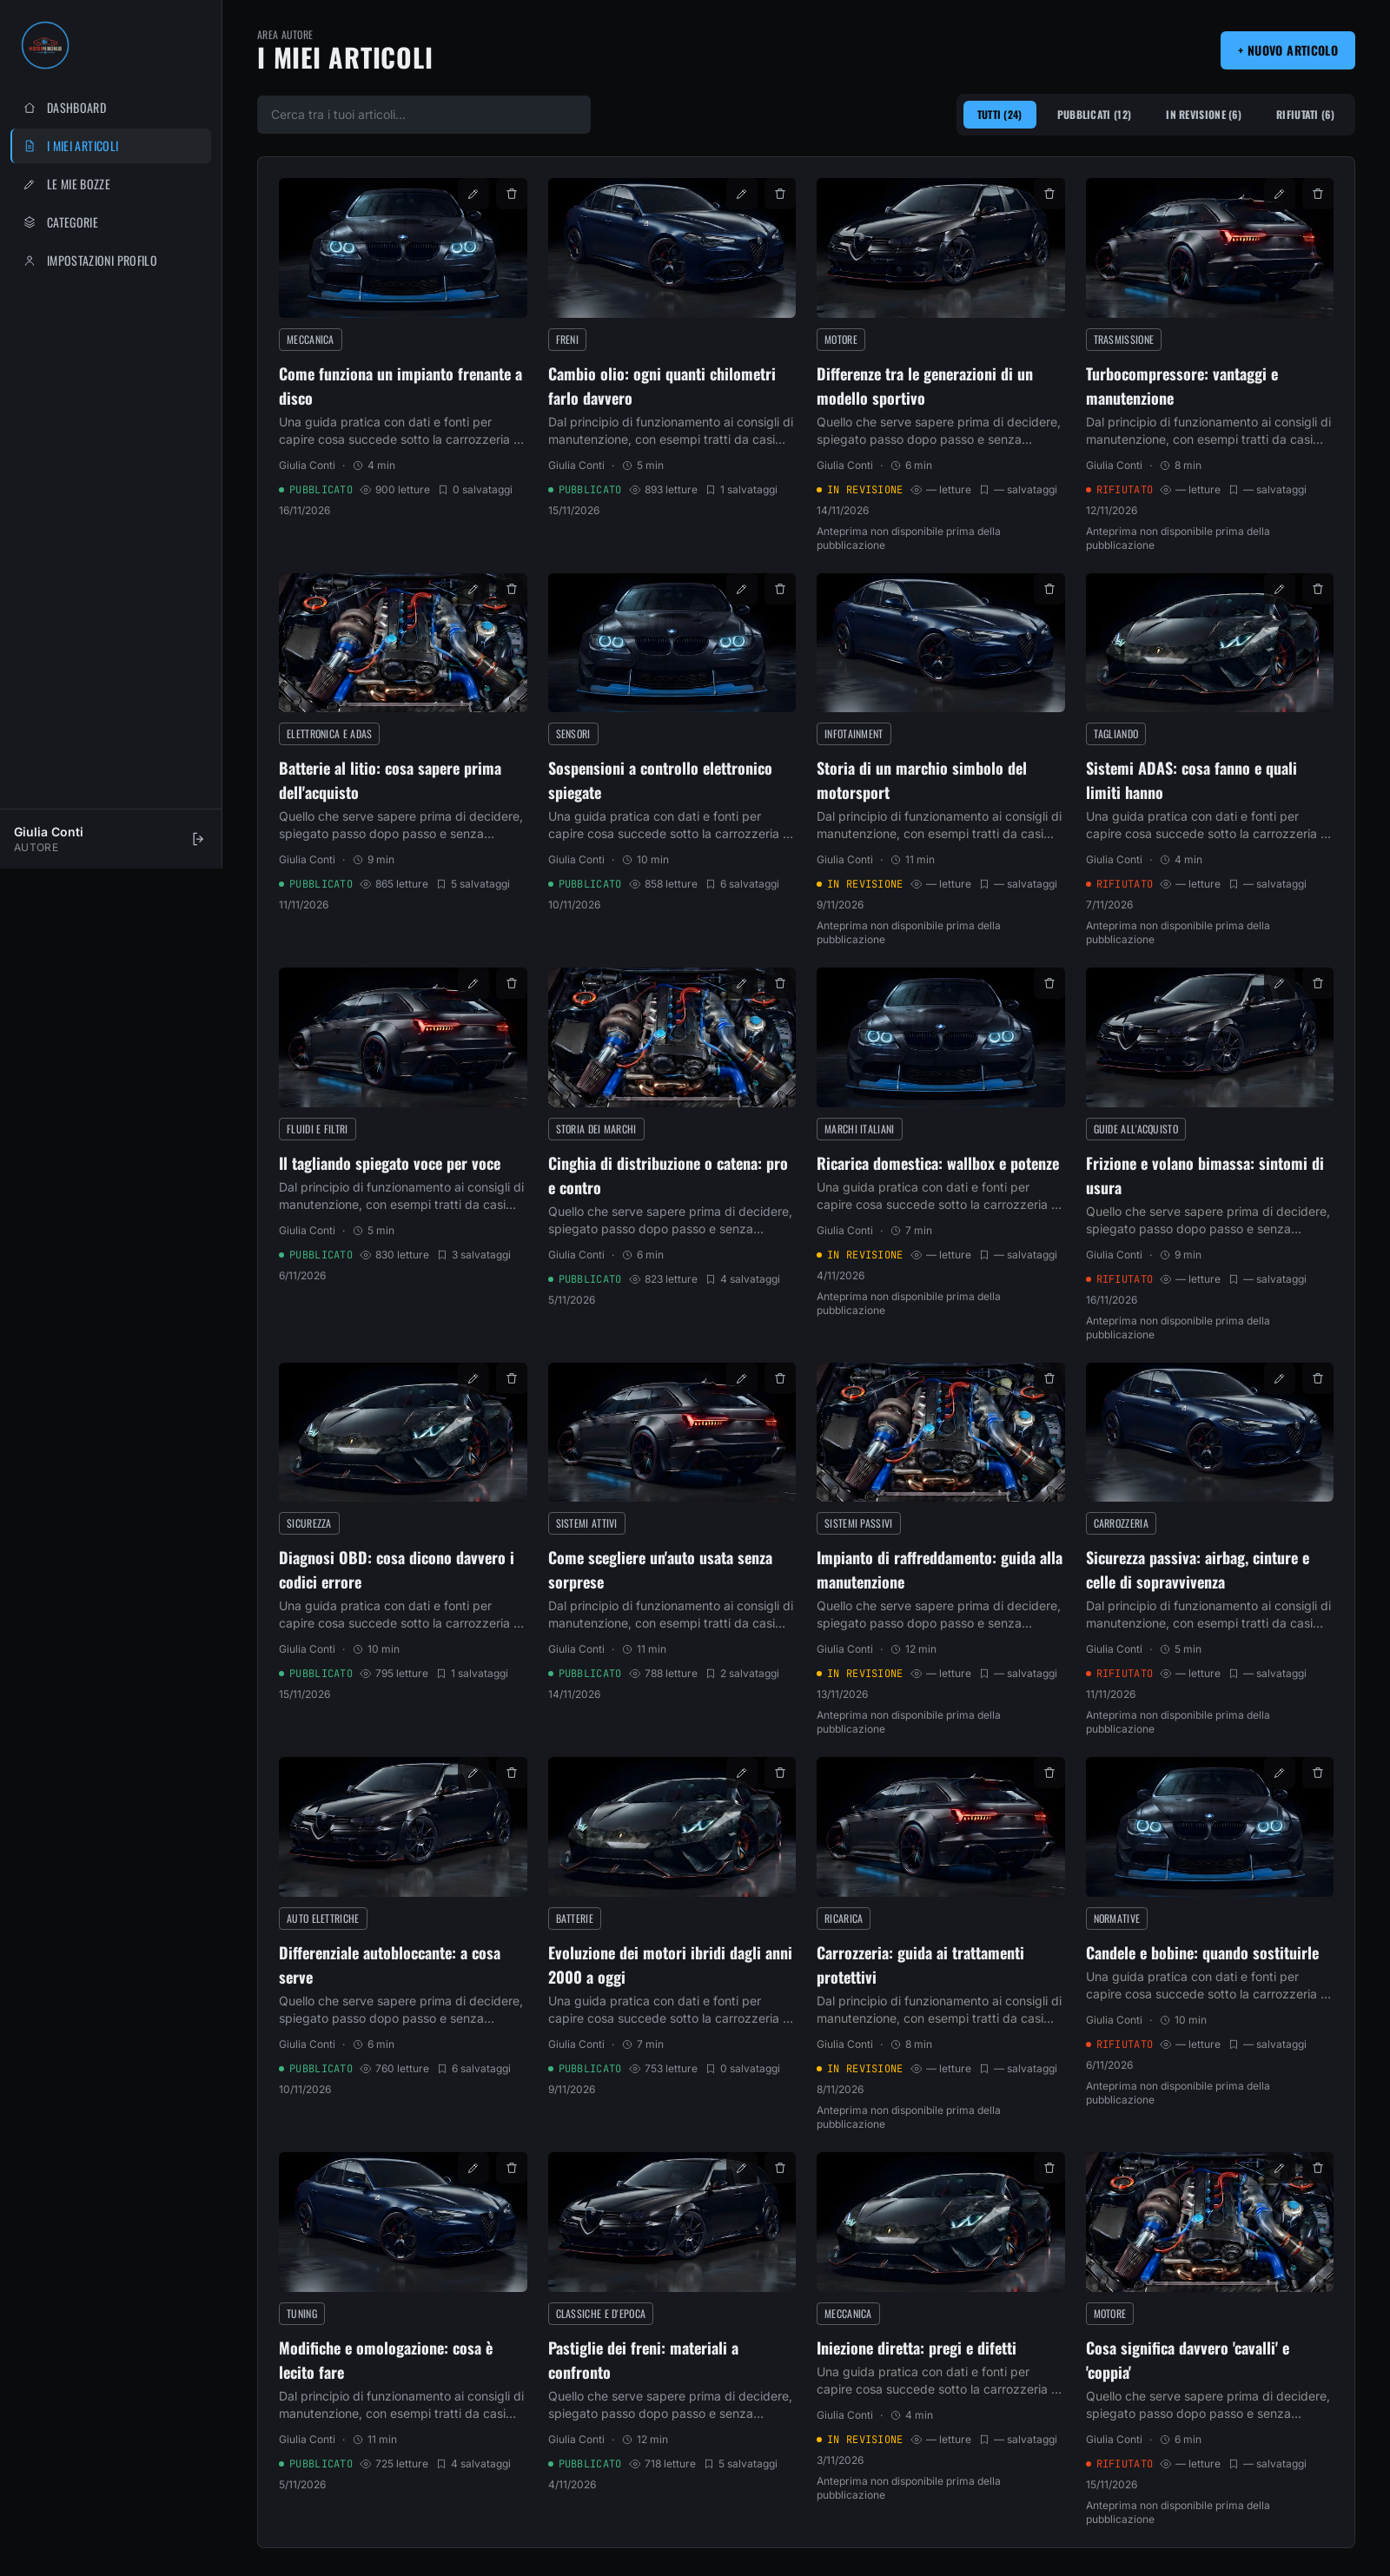 AREA AUTORE
I MIEI ARTICOLI
+ NUOVO ARTICOLO
DASHBOARD
I MIEI ARTICOLI
LE MIE BOZZE
CATEGORIE
IMPOSTAZIONI PROFILO
Giulia Conti
AUTORE
Cerca tra i tuoi articoli...
TUTTI (24)
PUBBLICATI (12)
IN REVISIONE (6)
RIFIUTATI (6)
MECCANICA
Come funziona un impianto frenante a
disco
Una guida pratica con dati e fonti per
capire cosa succede sotto la carrozzeria ...
Giulia Conti · 4 min
PUBBLICATO 900 letture 0 salvataggi
16/11/2026
FRENI
Cambio olio: ogni quanti chilometri
farlo davvero
Dal principio di funzionamento ai consigli di
manutenzione, con esempi tratti da casi...
Giulia Conti · 5 min
PUBBLICATO 893 letture 1 salvataggi
15/11/2026
MOTORE
Differenze tra le generazioni di un
modello sportivo
Quello che serve sapere prima di decidere,
spiegato passo dopo passo e senza...
Giulia Conti · 6 min
IN REVISIONE — letture — salvataggi
14/11/2026
Anteprima non disponibile prima della
pubblicazione
TRASMISSIONE
Turbocompressore: vantaggi e
manutenzione
Dal principio di funzionamento ai consigli di
manutenzione, con esempi tratti da casi...
Giulia Conti · 8 min
RIFIUTATO — letture — salvataggi
12/11/2026
Anteprima non disponibile prima della
pubblicazione
ELETTRONICA E ADAS
Batterie al litio: cosa sapere prima
dell'acquisto
Quello che serve sapere prima di decidere,
spiegato passo dopo passo e senza...
Giulia Conti · 9 min
PUBBLICATO 865 letture 5 salvataggi
11/11/2026
SENSORI
Sospensioni a controllo elettronico
spiegate
Una guida pratica con dati e fonti per
capire cosa succede sotto la carrozzeria ...
Giulia Conti · 10 min
PUBBLICATO 858 letture 6 salvataggi
10/11/2026
INFOTAINMENT
Storia di un marchio simbolo del
motorsport
Dal principio di funzionamento ai consigli di
manutenzione, con esempi tratti da casi...
Giulia Conti · 11 min
IN REVISIONE — letture — salvataggi
9/11/2026
Anteprima non disponibile prima della
pubblicazione
TAGLIANDO
Sistemi ADAS: cosa fanno e quali
limiti hanno
Una guida pratica con dati e fonti per
capire cosa succede sotto la carrozzeria ...
Giulia Conti · 4 min
RIFIUTATO — letture — salvataggi
7/11/2026
Anteprima non disponibile prima della
pubblicazione
FLUIDI E FILTRI
Il tagliando spiegato voce per voce
Dal principio di funzionamento ai consigli di
manutenzione, con esempi tratti da casi...
Giulia Conti · 5 min
PUBBLICATO 830 letture 3 salvataggi
6/11/2026
STORIA DEI MARCHI
Cinghia di distribuzione o catena: pro
e contro
Quello che serve sapere prima di decidere,
spiegato passo dopo passo e senza...
Giulia Conti · 6 min
PUBBLICATO 823 letture 4 salvataggi
5/11/2026
MARCHI ITALIANI
Ricarica domestica: wallbox e potenze
Una guida pratica con dati e fonti per
capire cosa succede sotto la carrozzeria ...
Giulia Conti · 7 min
IN REVISIONE — letture — salvataggi
4/11/2026
Anteprima non disponibile prima della
pubblicazione
GUIDE ALL'ACQUISTO
Frizione e volano bimassa: sintomi di
usura
Quello che serve sapere prima di decidere,
spiegato passo dopo passo e senza...
Giulia Conti · 9 min
RIFIUTATO — letture — salvataggi
16/11/2026
Anteprima non disponibile prima della
pubblicazione
SICUREZZA
Diagnosi OBD: cosa dicono davvero i
codici errore
Una guida pratica con dati e fonti per
capire cosa succede sotto la carrozzeria ...
Giulia Conti · 10 min
PUBBLICATO 795 letture 1 salvataggi
15/11/2026
SISTEMI ATTIVI
Come scegliere un'auto usata senza
sorprese
Dal principio di funzionamento ai consigli di
manutenzione, con esempi tratti da casi...
Giulia Conti · 11 min
PUBBLICATO 788 letture 2 salvataggi
14/11/2026
SISTEMI PASSIVI
Impianto di raffreddamento: guida alla
manutenzione
Quello che serve sapere prima di decidere,
spiegato passo dopo passo e senza...
Giulia Conti · 12 min
IN REVISIONE — letture — salvataggi
13/11/2026
Anteprima non disponibile prima della
pubblicazione
CARROZZERIA
Sicurezza passiva: airbag, cinture e
celle di sopravvivenza
Dal principio di funzionamento ai consigli di
manutenzione, con esempi tratti da casi...
Giulia Conti · 5 min
RIFIUTATO — letture — salvataggi
11/11/2026
Anteprima non disponibile prima della
pubblicazione
AUTO ELETTRICHE
Differenziale autobloccante: a cosa
serve
Quello che serve sapere prima di decidere,
spiegato passo dopo passo e senza...
Giulia Conti · 6 min
PUBBLICATO 760 letture 6 salvataggi
10/11/2026
BATTERIE
Evoluzione dei motori ibridi dagli anni
2000 a oggi
Una guida pratica con dati e fonti per
capire cosa succede sotto la carrozzeria ...
Giulia Conti · 7 min
PUBBLICATO 753 letture 0 salvataggi
9/11/2026
RICARICA
Carrozzeria: guida ai trattamenti
protettivi
Dal principio di funzionamento ai consigli di
manutenzione, con esempi tratti da casi...
Giulia Conti · 8 min
IN REVISIONE — letture — salvataggi
8/11/2026
Anteprima non disponibile prima della
pubblicazione
NORMATIVE
Candele e bobine: quando sostituirle
Una guida pratica con dati e fonti per
capire cosa succede sotto la carrozzeria ...
Giulia Conti · 10 min
RIFIUTATO — letture — salvataggi
6/11/2026
Anteprima non disponibile prima della
pubblicazione
TUNING
Modifiche e omologazione: cosa è
lecito fare
Dal principio di funzionamento ai consigli di
manutenzione, con esempi tratti da casi...
Giulia Conti · 11 min
PUBBLICATO 725 letture 4 salvataggi
5/11/2026
CLASSICHE E D'EPOCA
Pastiglie dei freni: materiali a
confronto
Quello che serve sapere prima di decidere,
spiegato passo dopo passo e senza...
Giulia Conti · 12 min
PUBBLICATO 718 letture 5 salvataggi
4/11/2026
MECCANICA
Iniezione diretta: pregi e difetti
Una guida pratica con dati e fonti per
capire cosa succede sotto la carrozzeria ...
Giulia Conti · 4 min
IN REVISIONE — letture — salvataggi
3/11/2026
Anteprima non disponibile prima della
pubblicazione
MOTORE
Cosa significa davvero 'cavalli' e
'coppia'
Quello che serve sapere prima di decidere,
spiegato passo dopo passo e senza...
Giulia Conti · 6 min
RIFIUTATO — letture — salvataggi
15/11/2026
Anteprima non disponibile prima della
pubblicazione